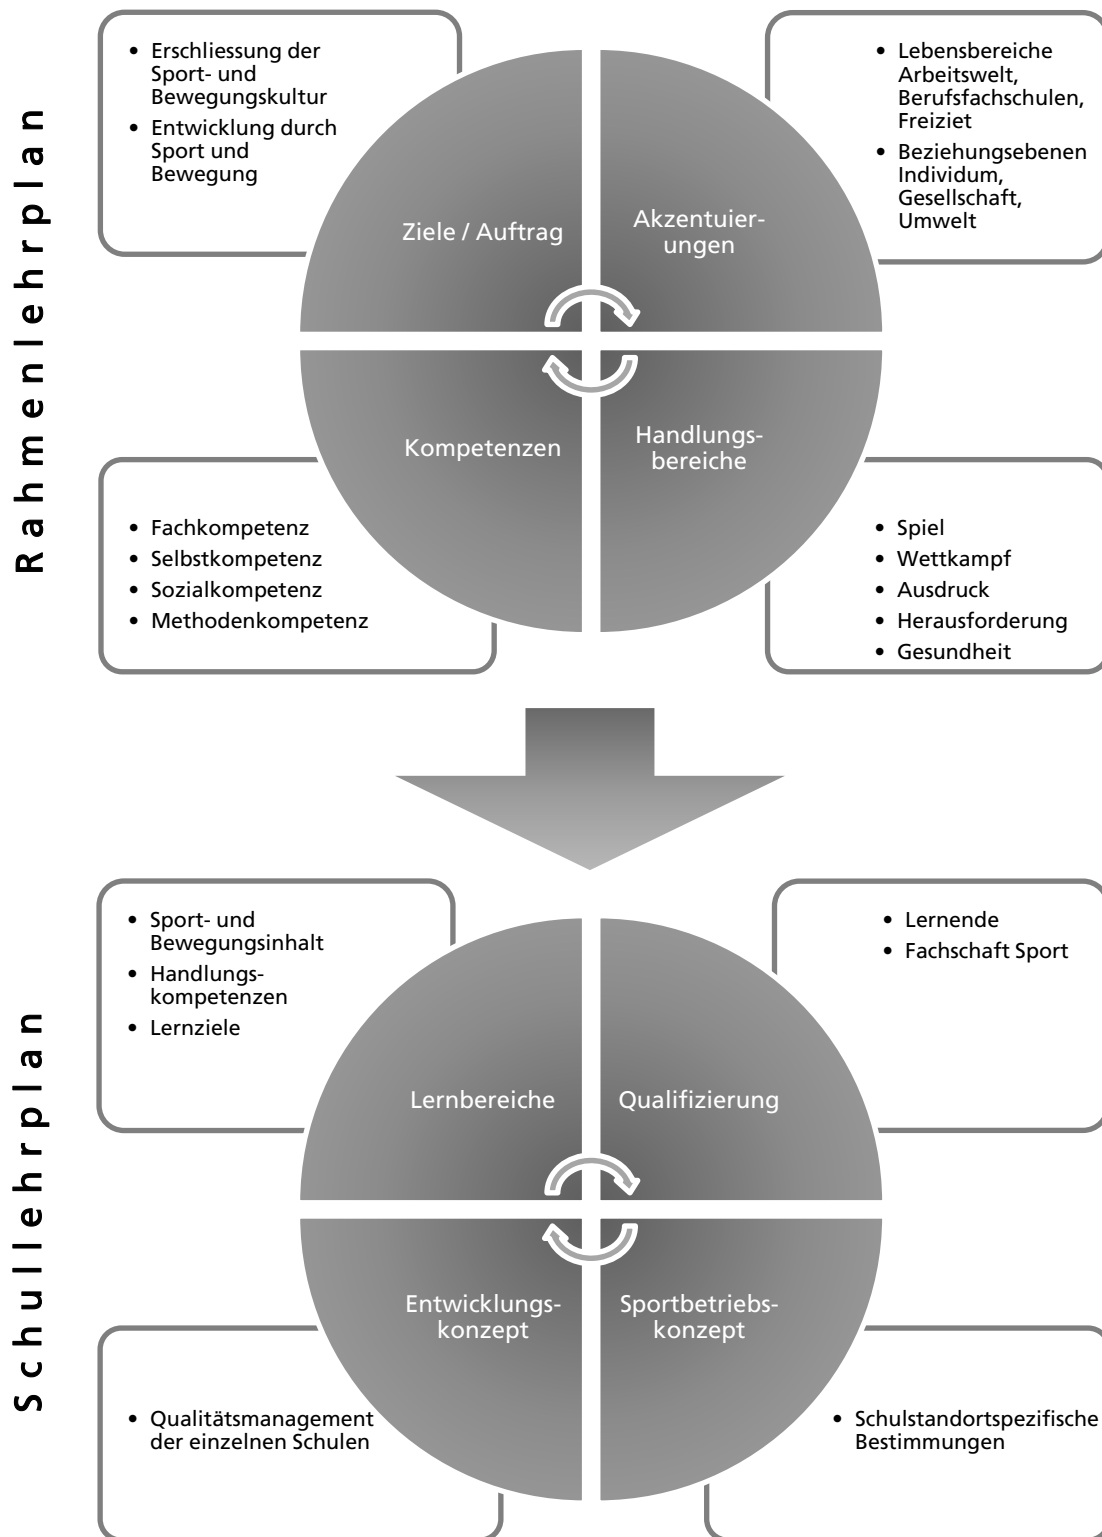 Rahmenlehrplan
• Erschliessung der
Sport- und
Bewegungskultur
• Entwicklung durch
Sport und
Bewegung
• Lebensbereiche
Arbeitswelt,
Berufsfachschulen,
Freiziet
• Beziehungsebenen
Individum,
Gesellschaft,
Umwelt
Ziele / Auftrag
Akzentuier-
ungen
Kompetenzen
Handlungs-
bereiche
• Fachkompetenz
• Selbstkompetenz
• Sozialkompetenz
• Methodenkompetenz
• Spiel
• Wettkampf
• Ausdruck
• Herausforderung
• Gesundheit
Schullehrplan
• Sport- und
Bewegungsinhalt
• Handlungs-
kompetenzen
• Lernziele
• Lernende
• Fachschaft Sport
Lernbereiche
Qualifizierung
Entwicklungs-
konzept
Sportbetriebs-
konzept
• Qualitätsmanagement
der einzelnen Schulen
• Schulstandortspezifische
Bestimmungen